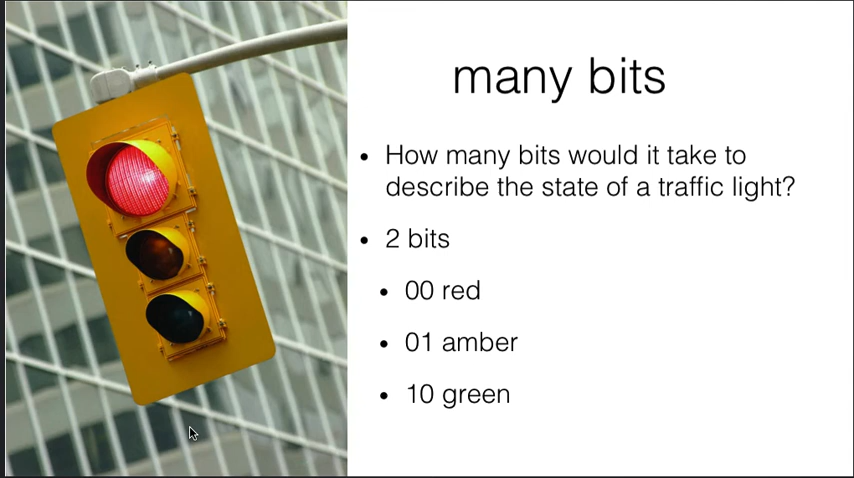 many bits
• How many bits would it take to
describe the state of a traffic light?
• 2 bits
• 00 red
• 01 amber
• 10 green